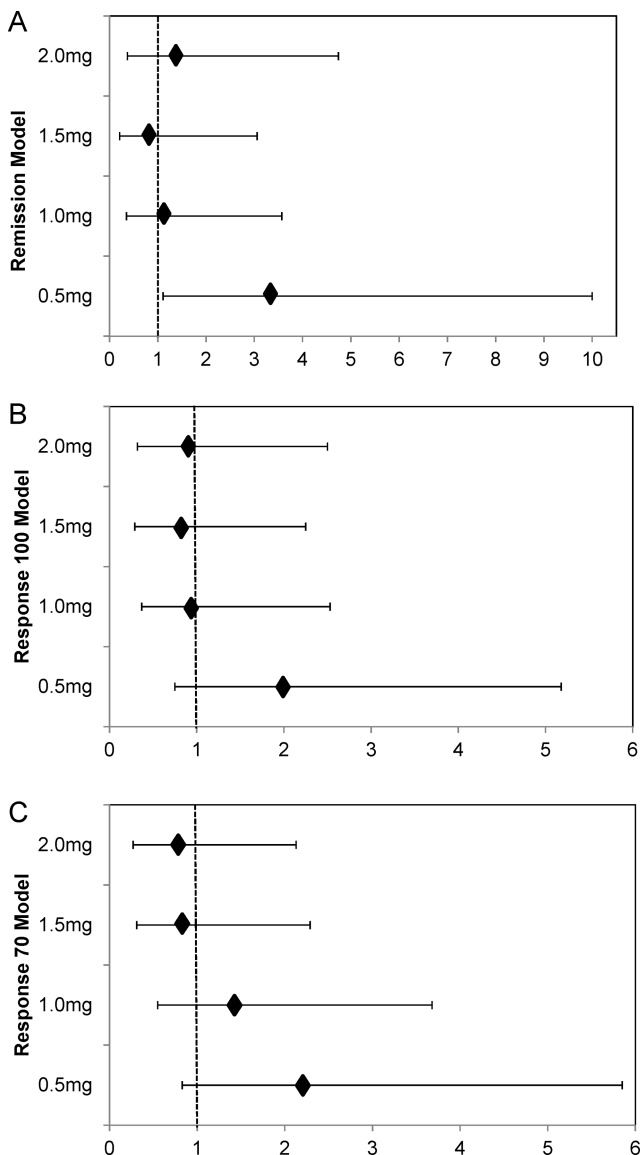 A
Remission Model
2.0mg
1.5mg
1.0mg
0.5mg
0 1 2 3 4 5 6 7 8 9 10
B
Response 100 Model
2.0mg
1.5mg
1.0mg
0.5mg
0 1 2 3 4 5 6
C
Response 70 Model
2.0mg
1.5mg
1.0mg
0.5mg
0 1 2 3 4 5 6